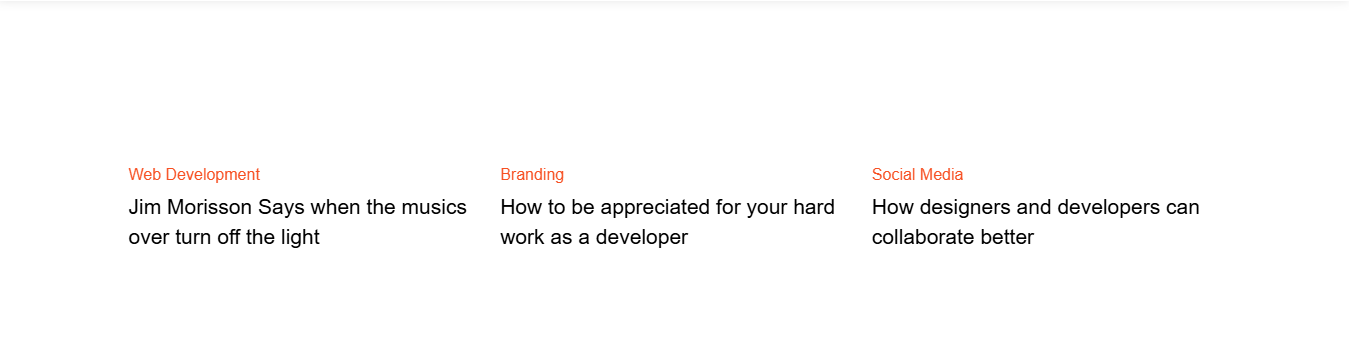 Web Development
Jim Morisson Says when the musics
over turn off the light
Branding
How to be appreciated for your hard
work as a developer
Social Media
How designers and developers can
collaborate better